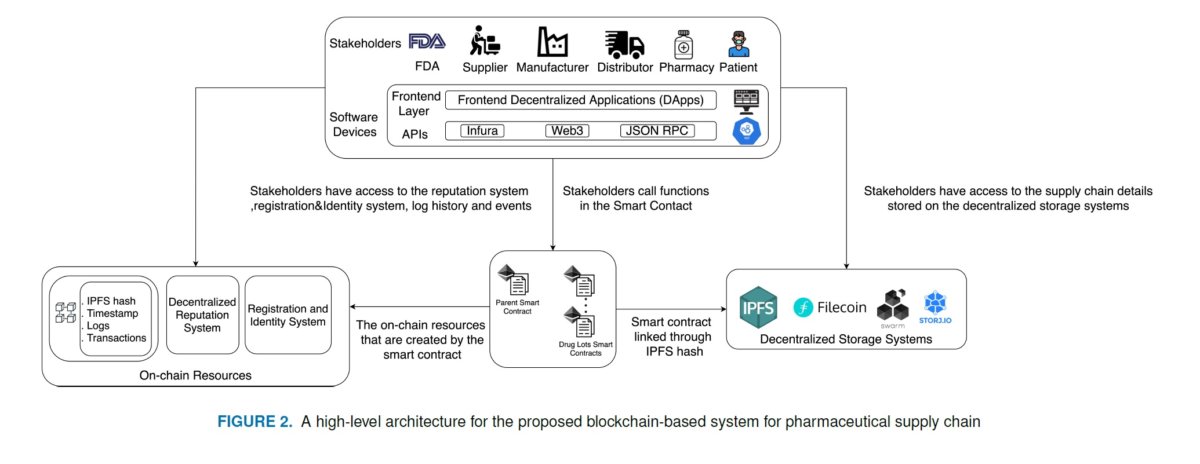 Stakeholders
FDA
FDA
Supplier
Manufacturer
Distributor
Pharmacy
Patient
Software
Devices
Frontend
Layer
Frontend Decentralized Applications (DApps)
APIs
Infura
Web3
JSON RPC
Stakeholders have access to the reputation system
,registration&Identity system, log history and events
Stakeholders call functions
in the Smart Contact
Stakeholders have access to the supply chain details
stored on the decentralized storage systems
. IPFS hash
. Timestamp
. Logs
. Transactions
Decentralized
Reputation
System
Registration and
Identity System
On-chain Resources
The on-chain resources
that are created by the
smart contract
Parent Smart
Contract
Drug Lots Smart
Contracts
Smart contract
linked through
IPFS hash
IPFS
Filecoin
swarm
STORJ.IO
Decentralized Storage Systems
FIGURE 2. A high-level architecture for the proposed blockchain-based system for pharmaceutical supply chain